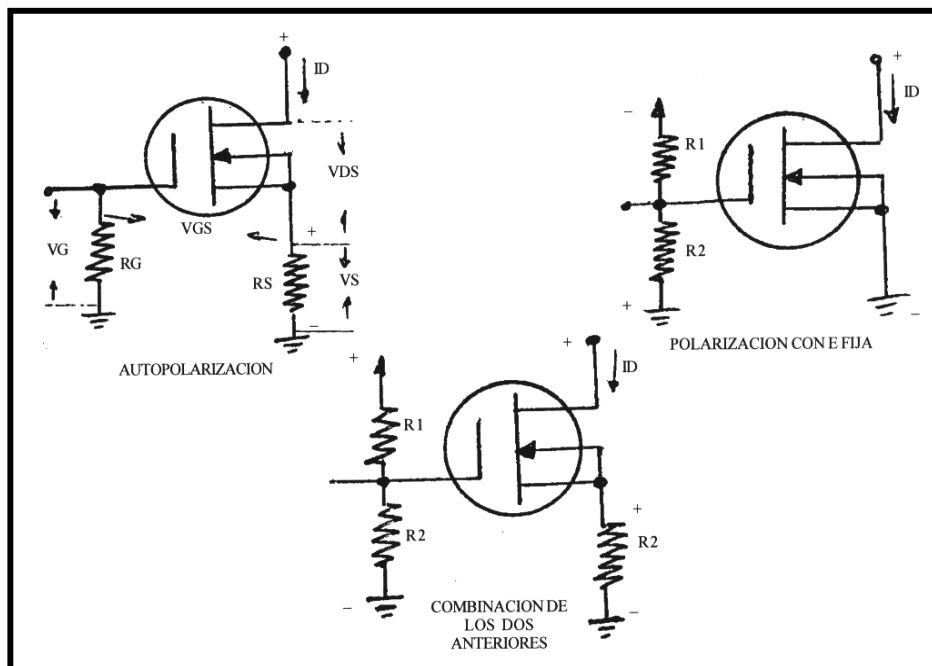 +
ID
VDS
VGS
VG
RG
+
RS
VS
–
AUTOPOLARIZACION
+
ID
–
R1
R2
+
–
POLARIZACION CON E FIJA
+
+
ID
R1
R2
+
R2
–
–
COMBINACION DE
LOS DOS
ANTERIORES